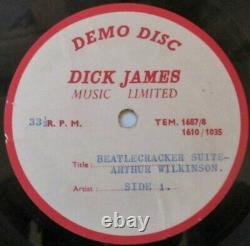 DEMO DISC
DICK JAMES
MUSIC LIMITED
33⅓ R. P. M.
TEM. 1687/8
1610/1035
Title : BEATLECRACKER SUITE-
ARTHUR WILKINSON.
Artist : SIDE 1.